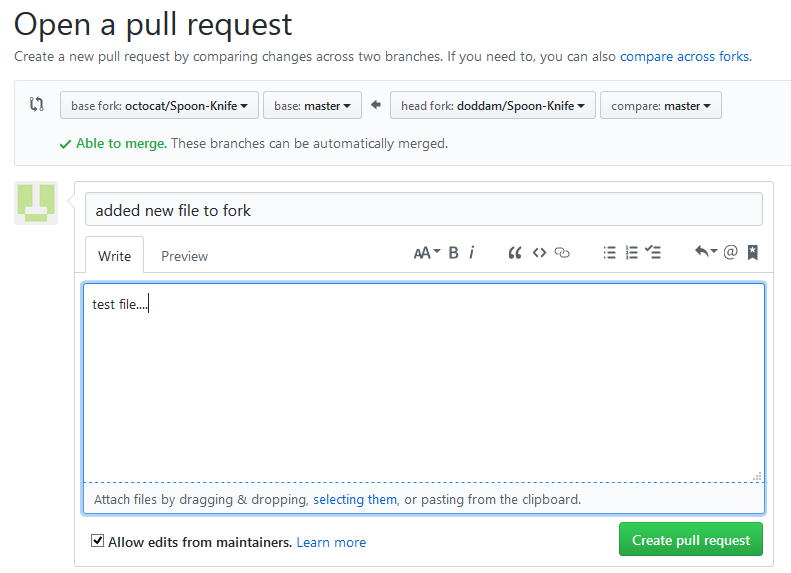 Open a pull request
Create a new pull request by comparing changes across two branches. If you need to, you can also compare across forks.
base fork: octocat/Spoon-Knife base: master head fork: doddam/Spoon-Knife compare: master
Able to merge. These branches can be automatically merged.
added new file to fork
Write Preview AA B i @
test file....
Attach files by dragging & dropping, selecting them, or pasting from the clipboard.
Allow edits from maintainers. Learn more Create pull request